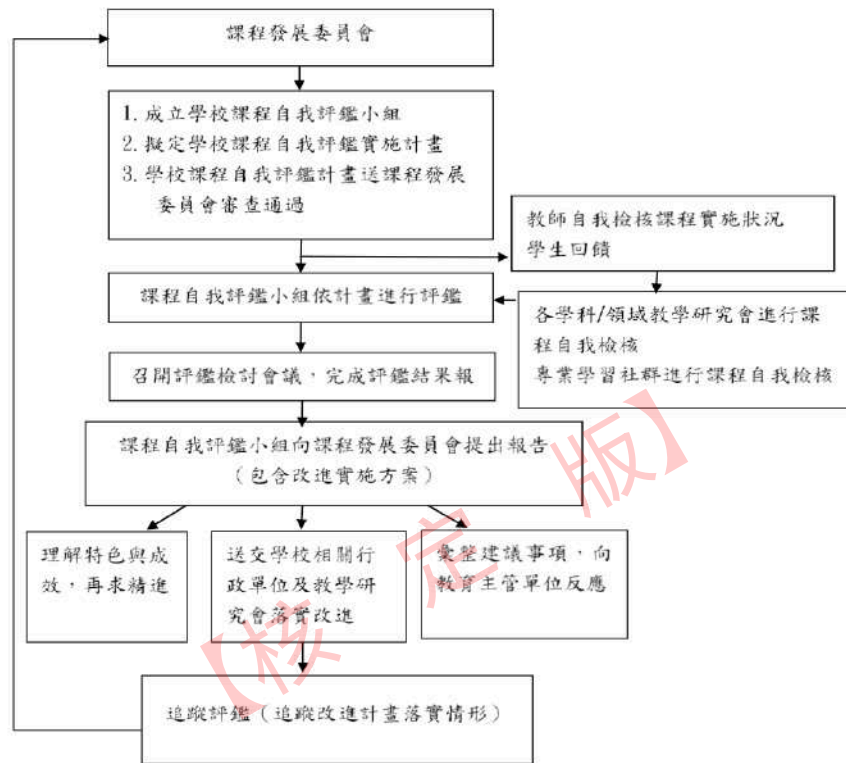 課程發展委員會
1. 成立學校課程自我評鑑小組
2. 擬定學校課程自我評鑑實施計畫
3. 學校課程自我評鑑計畫送課程發展
委員會審查通過
教師自我檢核課程實施狀況
學生回饋
課程自我評鑑小組依計畫進行評鑑
各學科/領域教學研究會進行課
程自我檢核
專業學習社群進行課程自我檢核
召開評鑑檢討會議，完成評鑑結果報
課程自我評鑑小組向課程發展委員會提出報告
（包含改進實施方案）
理解特色與成
效，再求精進
送交學校相關行
政單位及教學研
究會落實改進
彙整建議事項，向
教育主管單位反應
追蹤評鑑（追蹤改進計畫落實情形）
【核定版】